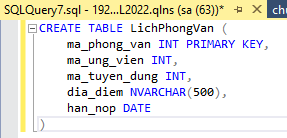 SQLQuery7.sql - 192...L2022.qlns (sa (63))*
CREATE TABLE LichPhongVan (
ma_phong_van INT PRIMARY KEY,
ma_ung_vien INT,
ma_tuyen_dung INT,
dia_diem NVARCHAR(500),
han_nop DATE
)